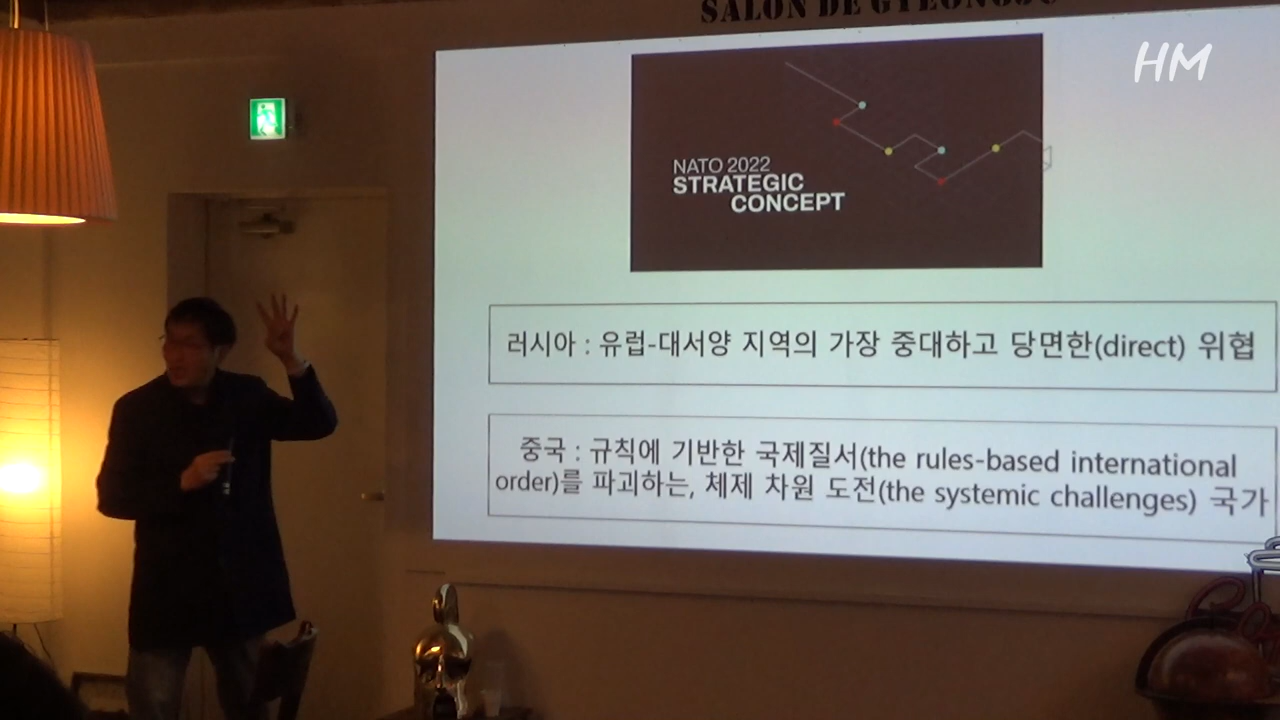 SALON DE GYEONGJU
HM
NATO 2022
STRATEGIC
CONCEPT
러시아 : 유럽-대서양 지역의 가장 중대하고 당면한(direct) 위협
중국 : 규칙에 기반한 국제질서(the rules-based international
order)를 파괴하는, 체제 차원 도전(the systemic challenges) 국가